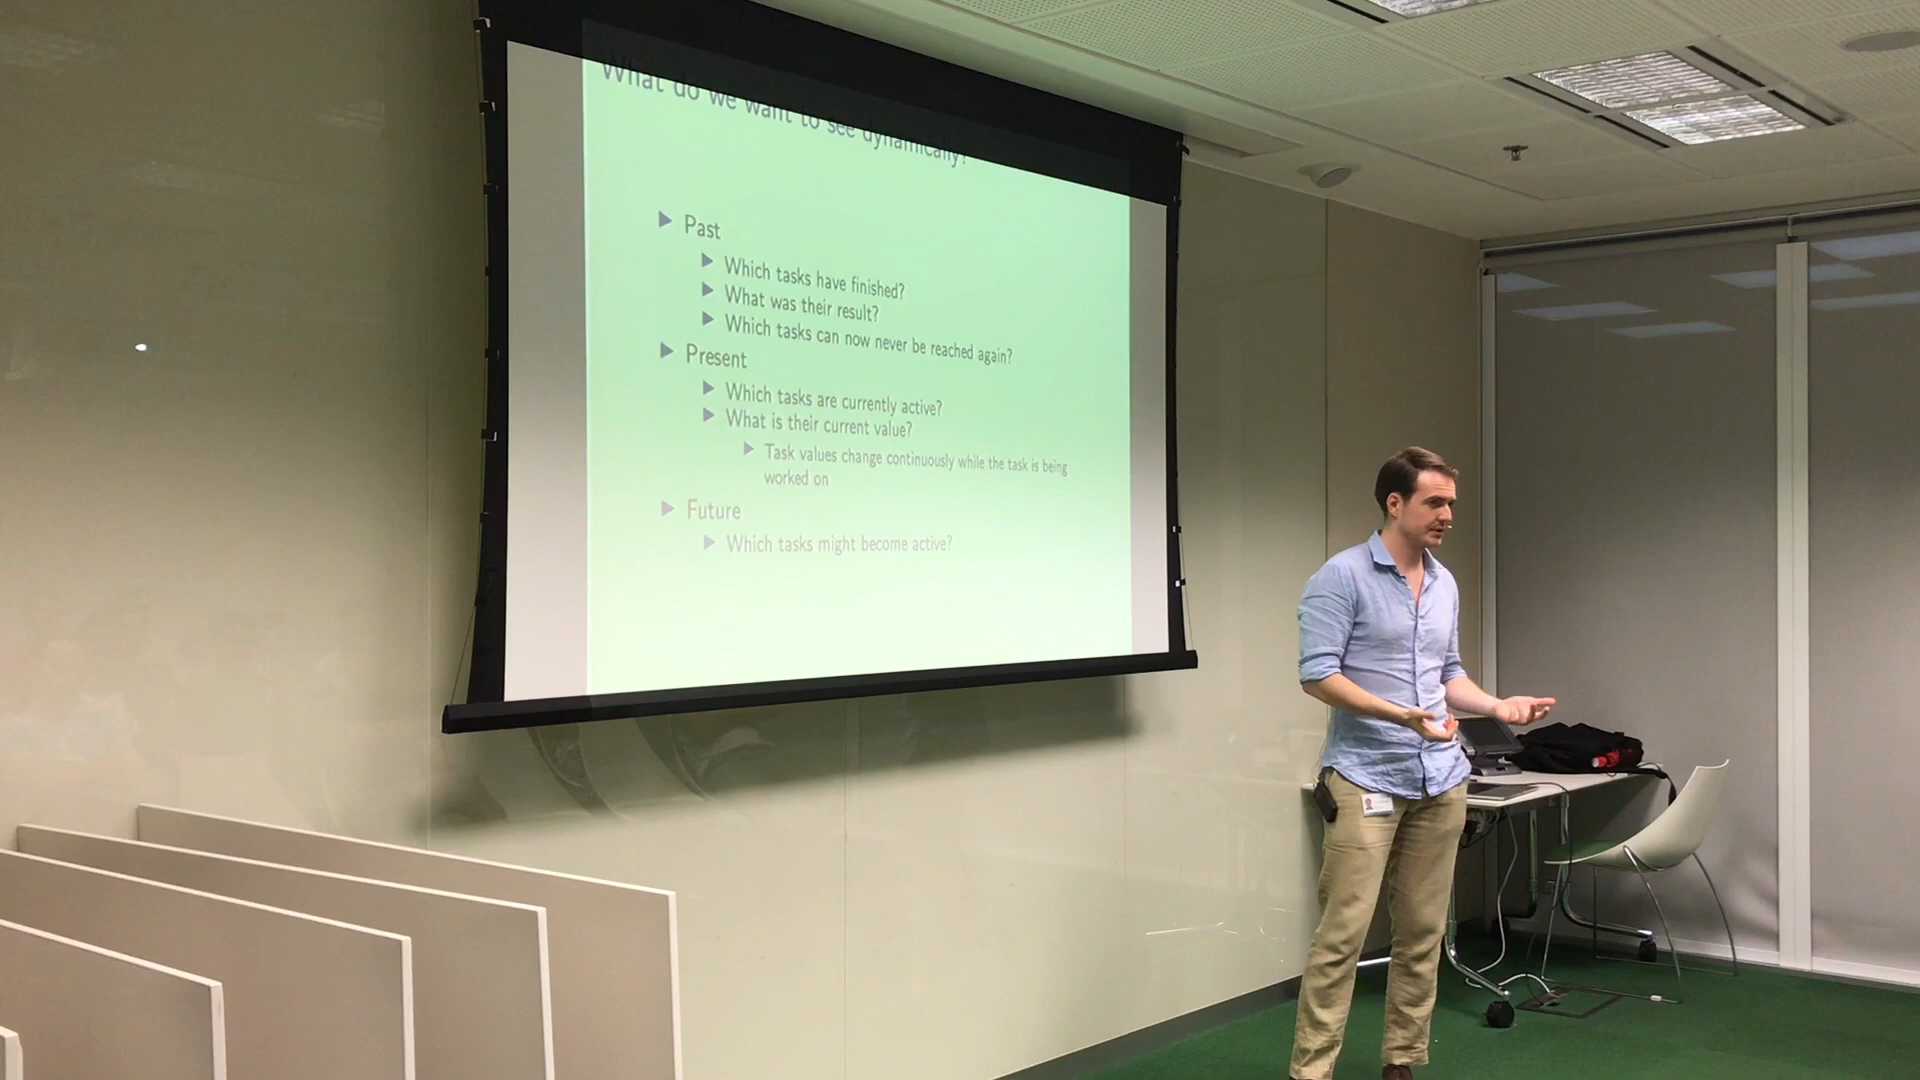 What do we want to see dynamically?
Past
Which tasks have finished?
What was their result?
Which tasks can now never be reached again?
Present
Which tasks are currently active?
What is their current value?
Task values change continuously while the task is being
worked on
Future
Which tasks might become active?